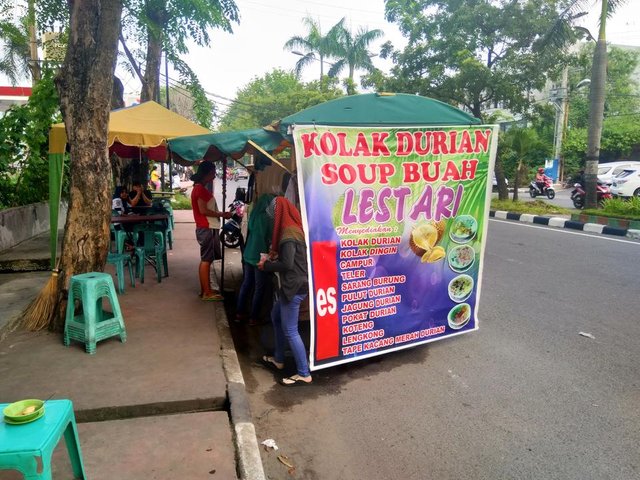 KOLAK DURIAN
SOUP BUAH
LESTARI
Menyediakan :
KOLAK DURIAN
KOLAK DINGIN
CAMPUR
TELER
SARANG BURUNG
PULUT DURIAN
JAGUNG DURIAN
POKAT DURIAN
KOTENG
LENGKONG
TAPE KACANG MERAH DURIAN
es